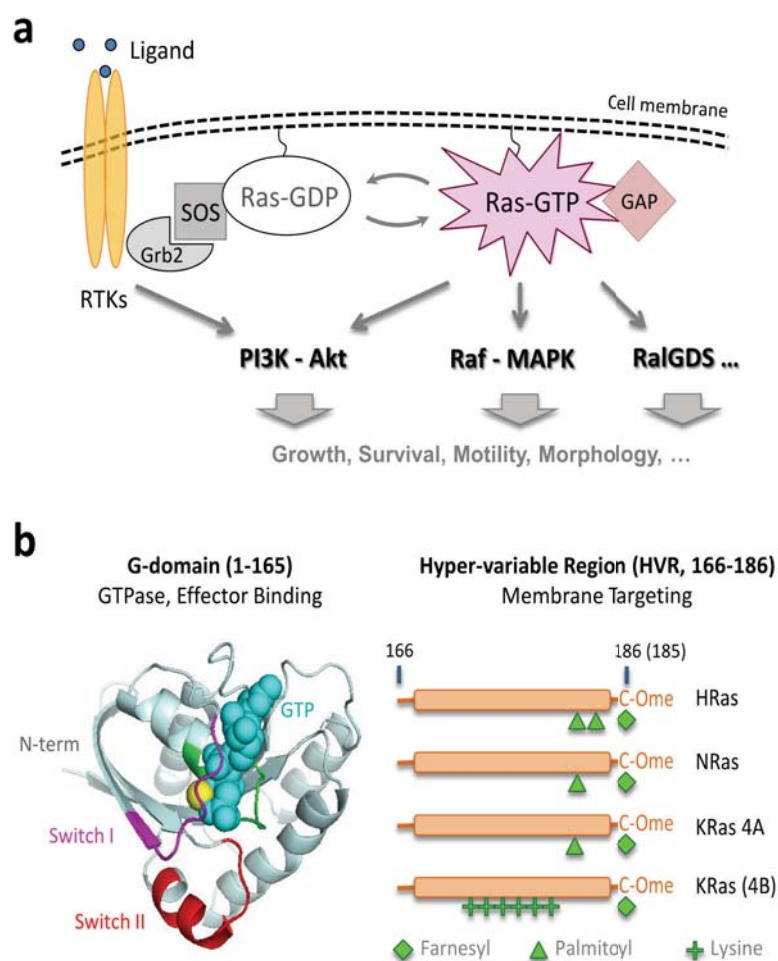 a
Ligand
Cell membrane
SOS
Ras-GDP
Ras-GTP
GAP
Grb2
RTKs
PI3K - Akt
Raf - MAPK
RalGDS ...
Growth, Survival, Motility, Morphology, ...
b
G-domain (1-165)
GTPase, Effector Binding
Hyper-variable Region (HVR, 166-186)
Membrane Targeting
166
186 (185)
GTP
C-Ome
HRas
N-term
C-Ome
NRas
Switch I
C-Ome
KRas 4A
Switch II
C-Ome
KRas (4B)
Farnesyl
Palmitoyl
Lysine